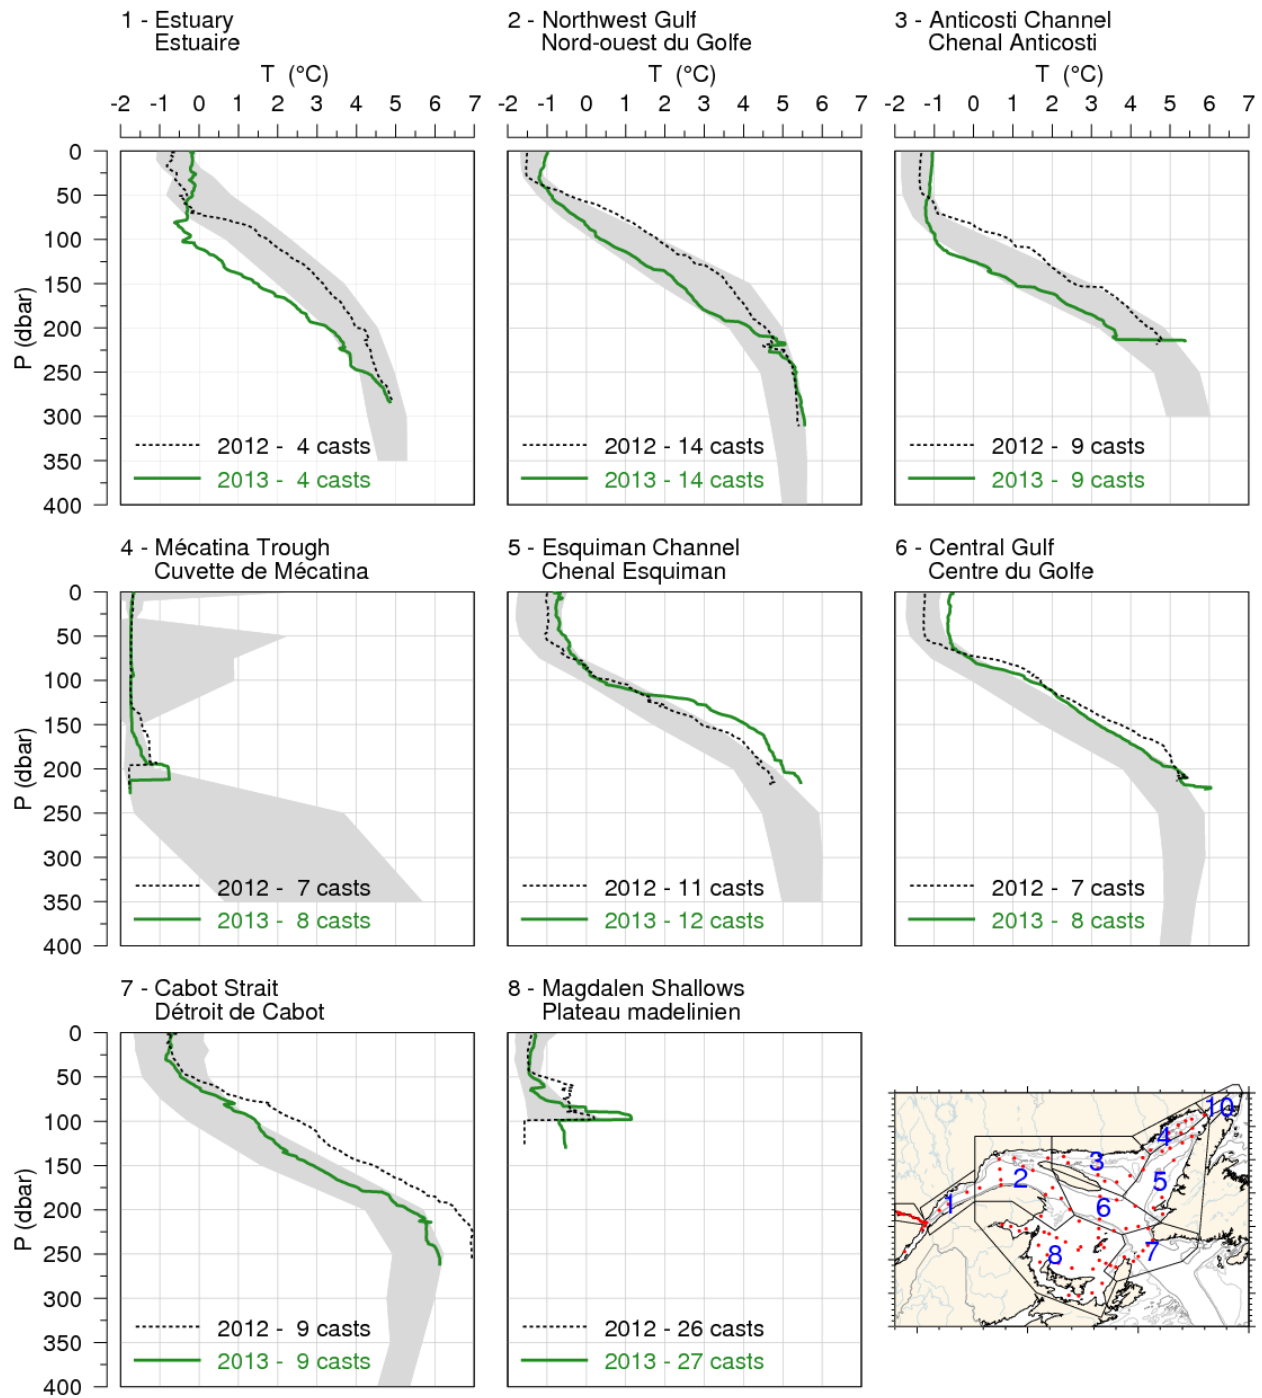 1 - Estuary
Estuaire
T (°C)
-2 -1 0 1 2 3 4 5 6 7
2 - Northwest Gulf
Nord-ouest du Golfe
T (°C)
-2 -1 0 1 2 3 4 5 6 7
3 - Anticosti Channel
Chenal Anticosti
T (°C)
-2 -1 0 1 2 3 4 5 6 7
P (dbar)
0
50
100
150
200
250
300
350
400
2012 - 4 casts
2013 - 4 casts
2012 - 14 casts
2013 - 14 casts
2012 - 9 casts
2013 - 9 casts
4 - Mécatina Trough
Cuvette de Mécatina
5 - Esquiman Channel
Chenal Esquiman
6 - Central Gulf
Centre du Golfe
P (dbar)
0
50
100
150
200
250
300
350
400
2012 - 7 casts
2013 - 8 casts
2012 - 11 casts
2013 - 12 casts
2012 - 7 casts
2013 - 8 casts
7 - Cabot Strait
Détroit de Cabot
8 - Magdalen Shallows
Plateau madelinien
P (dbar)
0
50
100
150
200
250
300
350
400
2012 - 9 casts
2013 - 9 casts
2012 - 26 casts
2013 - 27 casts
10
4
3
2
5
1
6
7
8